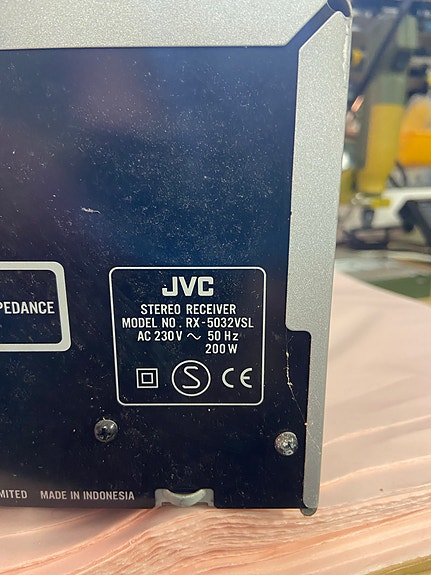 PEDANCE
JVC
STEREO RECEIVER
MODEL NO. RX-5032VSL
AC 230V ~ 50 Hz
200 W
S CE
MITED MADE IN INDONESIA